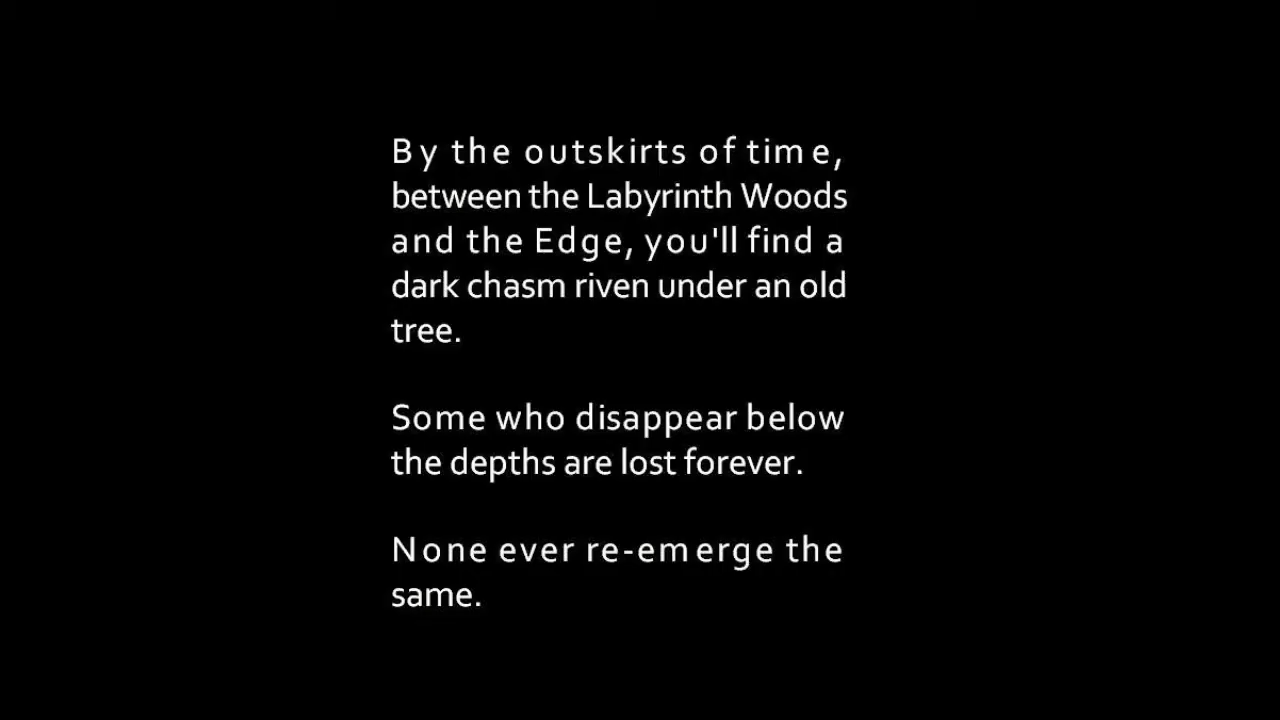 By the outskirts of time,
between the Labyrinth Woods
and the Edge, you'll find a
dark chasm riven under an old
tree.
Some who disappear below
the depths are lost forever.
None ever re-emerge the
same.